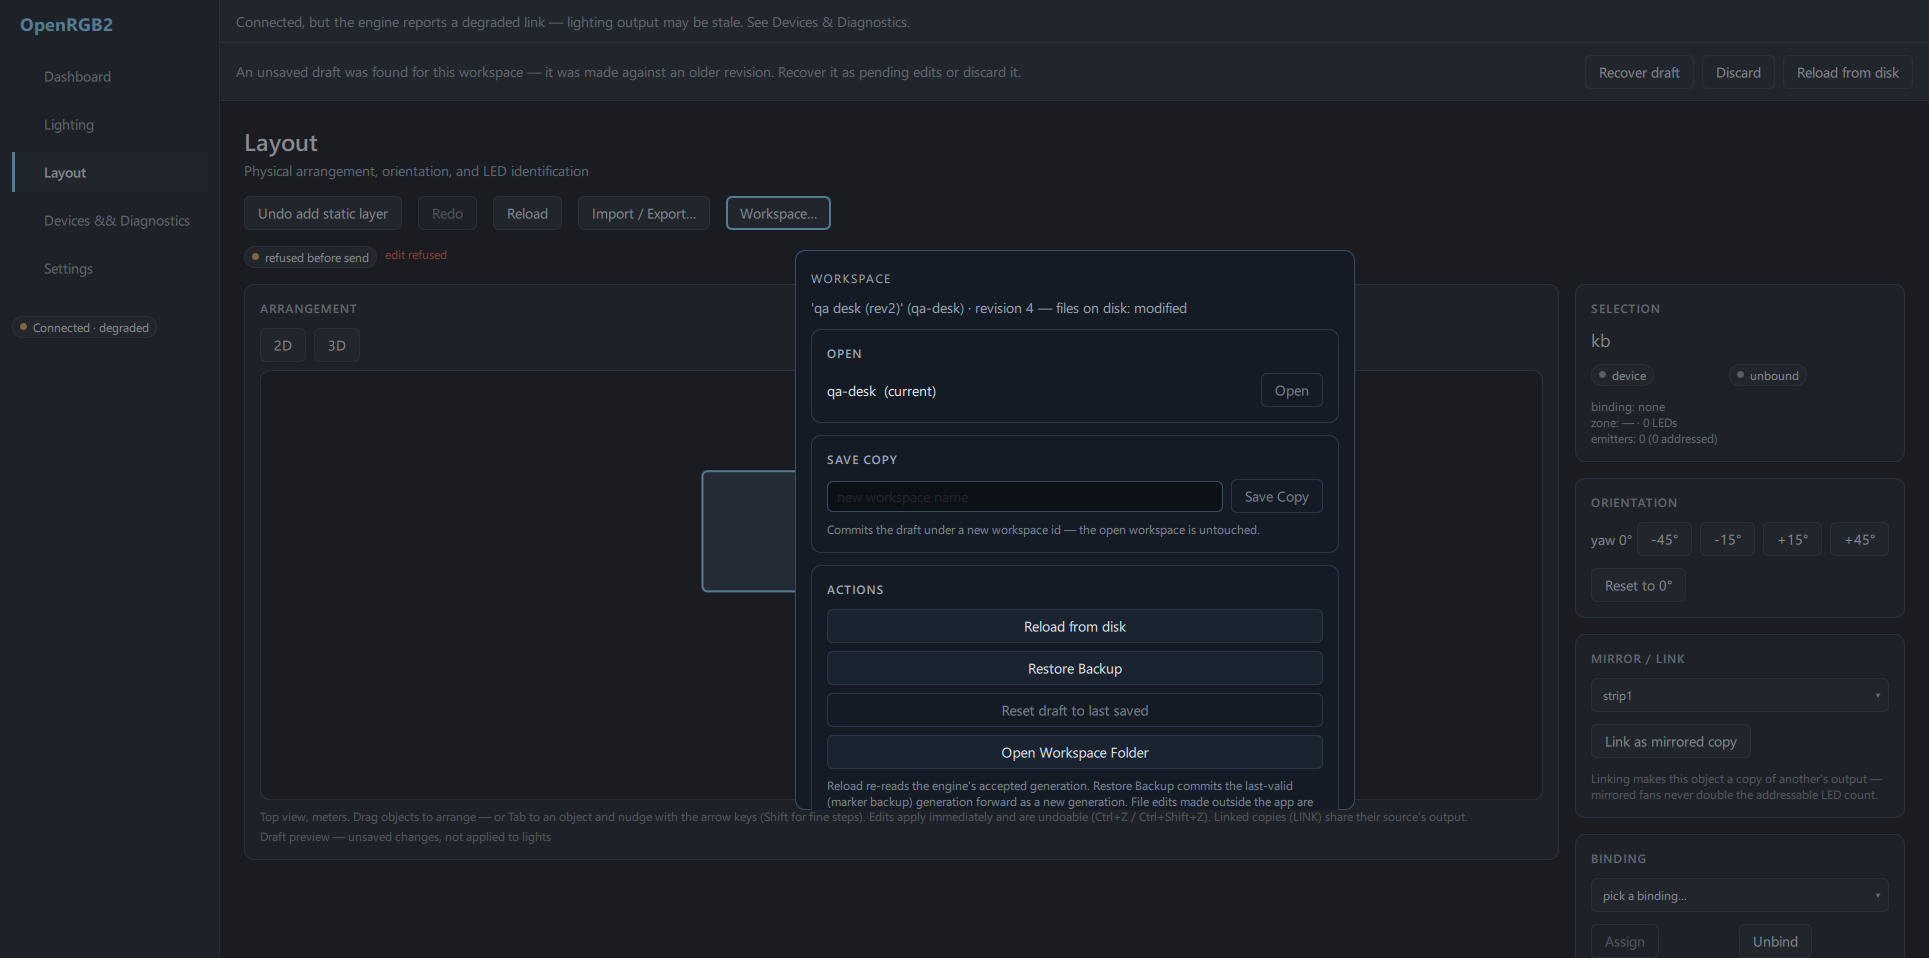 OpenRGB2
Dashboard
Lighting
Layout
Devices && Diagnostics
Settings
Connected · degraded
Connected, but the engine reports a degraded link — lighting output may be stale. See Devices & Diagnostics.
An unsaved draft was found for this workspace — it was made against an older revision. Recover it as pending edits or discard it.
Recover draft
Discard
Reload from disk
Layout
Physical arrangement, orientation, and LED identification
Undo add static layer
Redo
Reload
Import / Export...
Workspace...
refused before send
edit refused
ARRANGEMENT
2D
3D
Top view, meters. Drag objects to arrange — or Tab to an object and nudge with the arrow keys (Shift for fine steps). Edits apply immediately and are undoable (Ctrl+Z / Ctrl+Shift+Z). Linked copies (LINK) share their source's output.
Draft preview — unsaved changes, not applied to lights
WORKSPACE
'qa desk (rev2)' (qa-desk) · revision 4 — files on disk: modified
OPEN
qa-desk (current)
Open
SAVE COPY
new workspace name
Save Copy
Commits the draft under a new workspace id — the open workspace is untouched.
ACTIONS
Reload from disk
Restore Backup
Reset draft to last saved
Open Workspace Folder
Reload re-reads the engine's accepted generation. Restore Backup commits the last-valid
(marker backup) generation forward as a new generation. File edits made outside the app are
SELECTION
kb
device
unbound
binding: none
zone: — · 0 LEDs
emitters: 0 (0 addressed)
ORIENTATION
yaw 0°
-45°
-15°
+15°
+45°
Reset to 0°
MIRROR / LINK
strip1
Link as mirrored copy
Linking makes this object a copy of another's output —
mirrored fans never double the addressable LED count.
BINDING
pick a binding...
Assign
Unbind